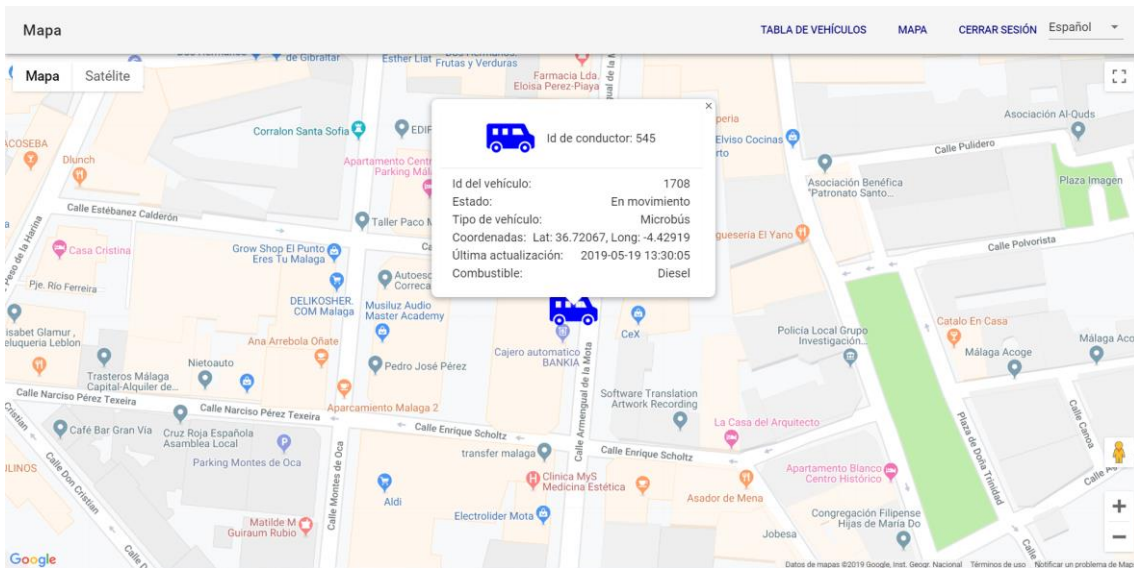 Mapa
TABLA DE VEHÍCULOS
MAPA
CERRAR SESIÓN
Español
Mapa
Satélite
de Gibraltar
Esther Liat
Frutas y Verduras
Farmacia Lda.
Eloisa Perez-Piaya
Corralon Santa Sofia
Dlunch
Calle Estébanez Calderón
Casa Cristina
Pje. Río Ferreira
Grow Shop El Punto
Eres Tu Malaga
DELIKOSHER.
COM Malaga
Musiluz Audio
Master Academy
Ana Arrebola Oñate
Nietoauto
Trasteros Málaga
Capital-Alquiler de...
Pedro José Pérez
Calle Narciso Pérez Texeira
Calle Narciso Pérez Texeira
Aparcamiento Malaga 2
Café Bar Gran Vía
Cruz Roja Española
Asamblea Local
Parking Montes de Oca
Calle Don Cristian
Calle Montes de Oca
Matilde M
Guiraum Rubio
Aldi
Calle Enrique Scholtz
transfer malaga
Clinica MyS
Medicina Estética
Electrolider Mota
Id de conductor: 545
Id del vehículo: 1708
Estado: En movimiento
Tipo de vehículo: Microbús
Coordenadas: Lat: 36.72067, Long: -4.42919
Última actualización: 2019-05-19 13:30:05
Combustible: Diesel
Cajero automatico
BANKIA
CeX
Calle Armengual de la Mota
Software Translation
Artwork Recording
Calle Enrique Scholtz
La Casa del Arquitecto
Asador de Mena
Jobesa
Apartamento Blanco
Centro Histórico
Congregación Filipense
Hijas de María Do
Elviso Cocinas
Asociación Benéfica
"Patronato Santo...
Asociación Al-Quds
Calle Pulidero
Plaza Imagen
Calle Polvorista
Policía Local Grupo
Investigación...
Catalo En Casa
Málaga Acoge
Plaza de Doña Trinidad
Calle Canoa
Google
Datos de mapas ©2019 Google, Inst. Geogr. Nacional
Términos de uso
Notificar un problema de Maps